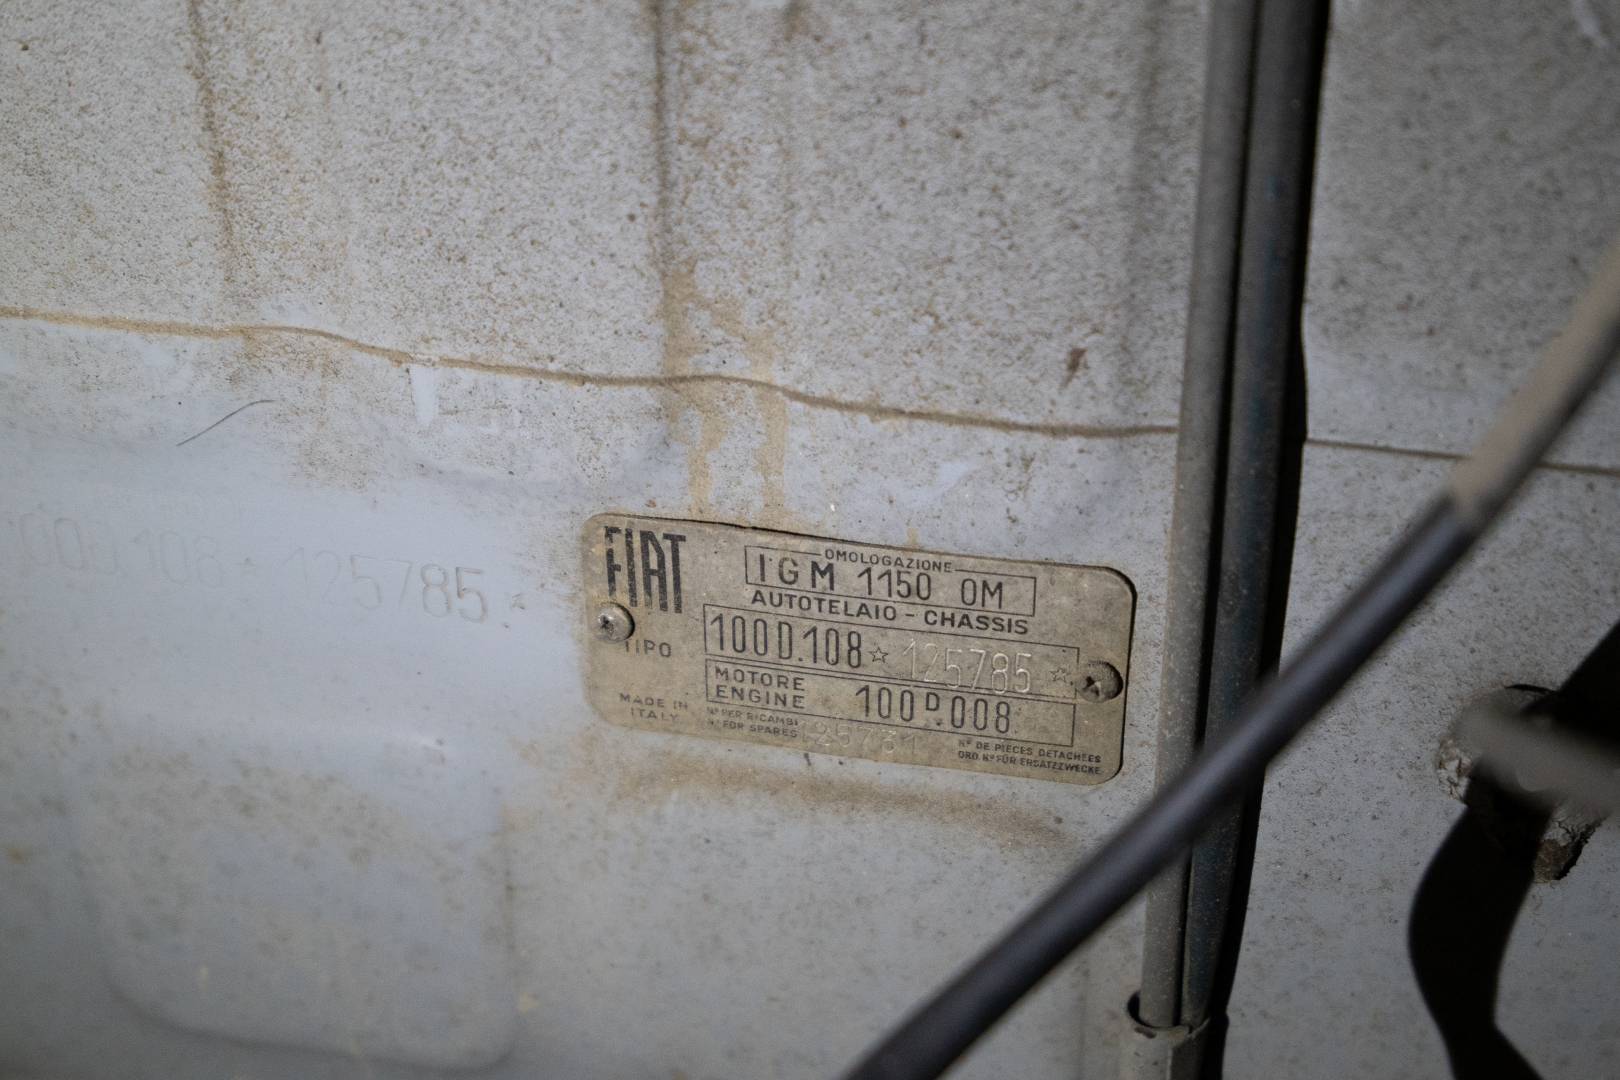 100D.108 * 125785 *
FIAT
OMOLOGAZIONE
IGM 1150 OM
AUTOTELAIO - CHASSIS
TIPO
100D.108 ☆ 125785 ☆
MOTORE
ENGINE
100D.008
MADE IN
ITALY
Nº PER RICAMBI
Nº FOR SPARES
Nº DE PIECES DETACHEES
ORD. Nº FÜR ERSATZZWECKE